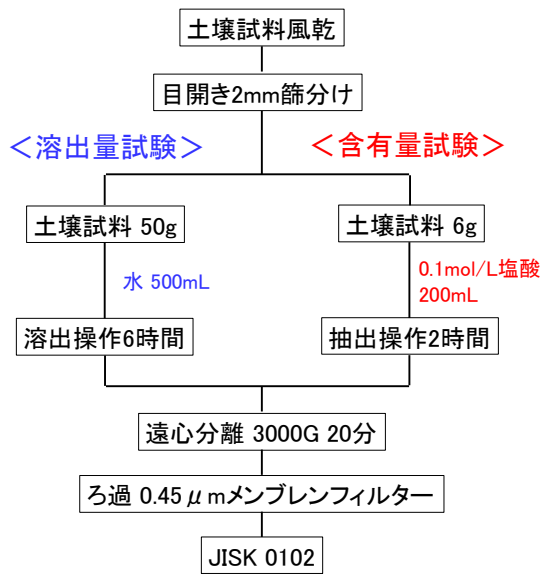 土壌試料風乾
目開き2mm篩分け
＜溶出量試験＞
＜含有量試験＞
土壌試料 50g
土壌試料 6g
水 500mL
0.1mol/L塩酸
200mL
溶出操作6時間
抽出操作2時間
遠心分離 3000G 20分
ろ過 0.45μmメンブレンフィルター
JISK 0102